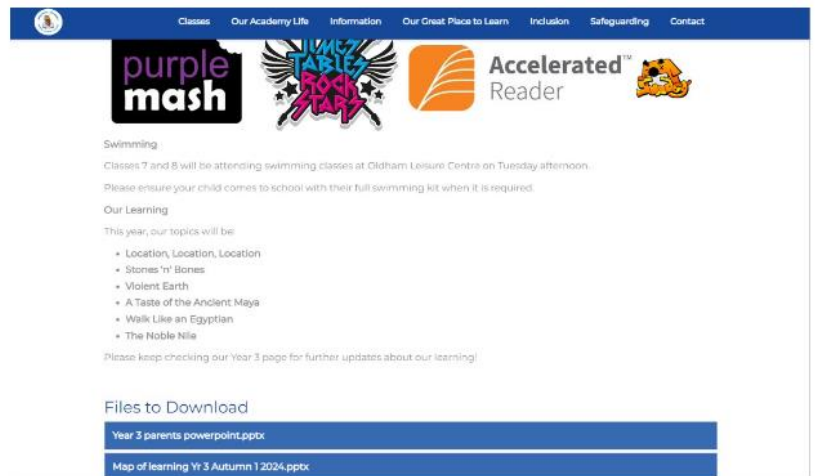 Classes Our Academy Life Information Our Great Place to Learn Inclusion Safeguarding Contact
purple mash
TIMES TABLES ROCK STARS
Accelerated Reader™
Swimming
Classes 7 and 8 will be attending swimming classes at Oldham Leisure Centre on Tuesday afternoon.
Please ensure your child comes to school with their full swimming kit when it is required.
Our Learning
This year, our topics will be:
• Location, Location, Location
• Stones 'n' Bones
• Violent Earth
• A Taste of the Ancient Maya
• Walk Like an Egyptian
• The Noble Nile
Please keep checking our Year 3 page for further updates about our learning!
Files to Download
Year 3 parents powerpoint.pptx
Map of learning Yr 3 Autumn 1 2024.pptx